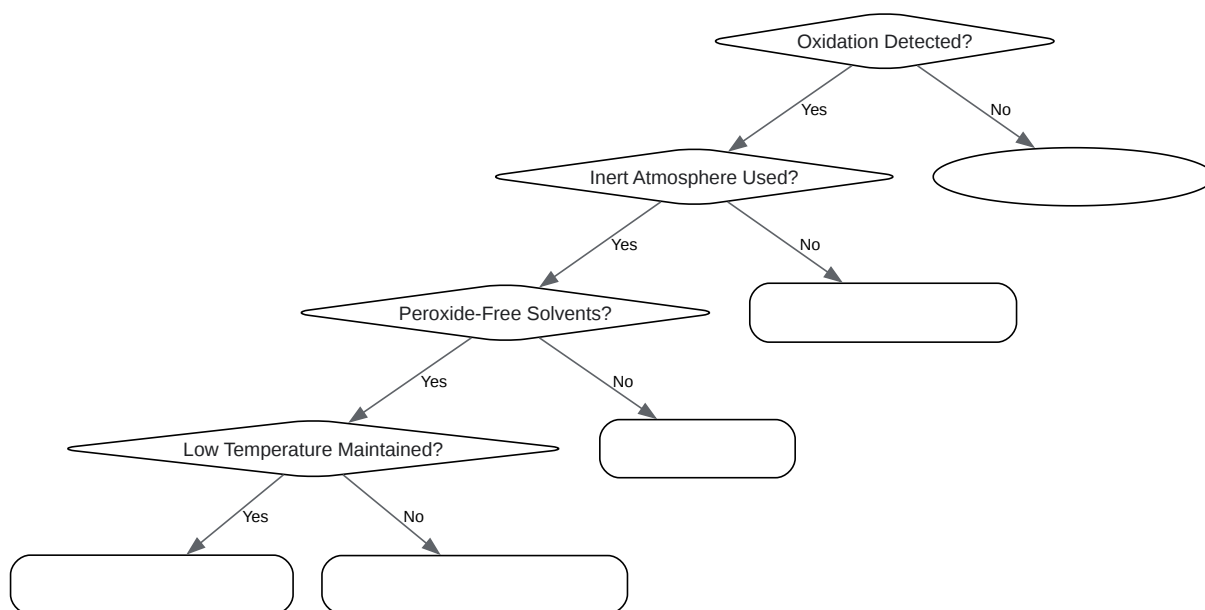 Oxidation Detected?
Yes
No
Inert Atmosphere Used?
Yes
No
Peroxide-Free Solvents?
Yes
No
Low Temperature Maintained?
Yes
No